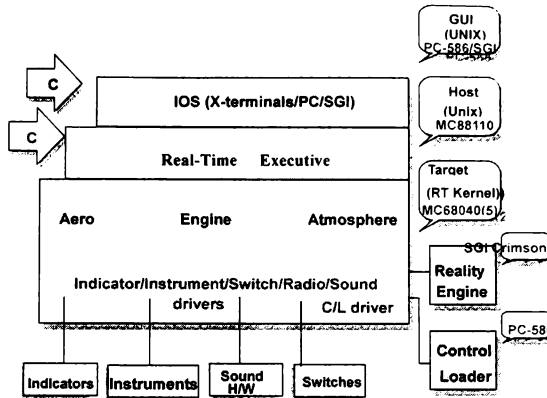 GUI
(UNIX)
PC-586/SGI
C
IOS (X-terminals/PC/SGI)
Host
(Unix)
MC88110
C
Real-Time Executive
Target
(RT Kernel))
MC68040(5)
Aero Engine Atmosphere
SGI Crimson
Reality
Engine
Indicator/Instrument/Switch/Radio/Sound
drivers
C/L driver
PC-58
Control
Loader
Indicators
Instruments
Sound
H/W
Switches